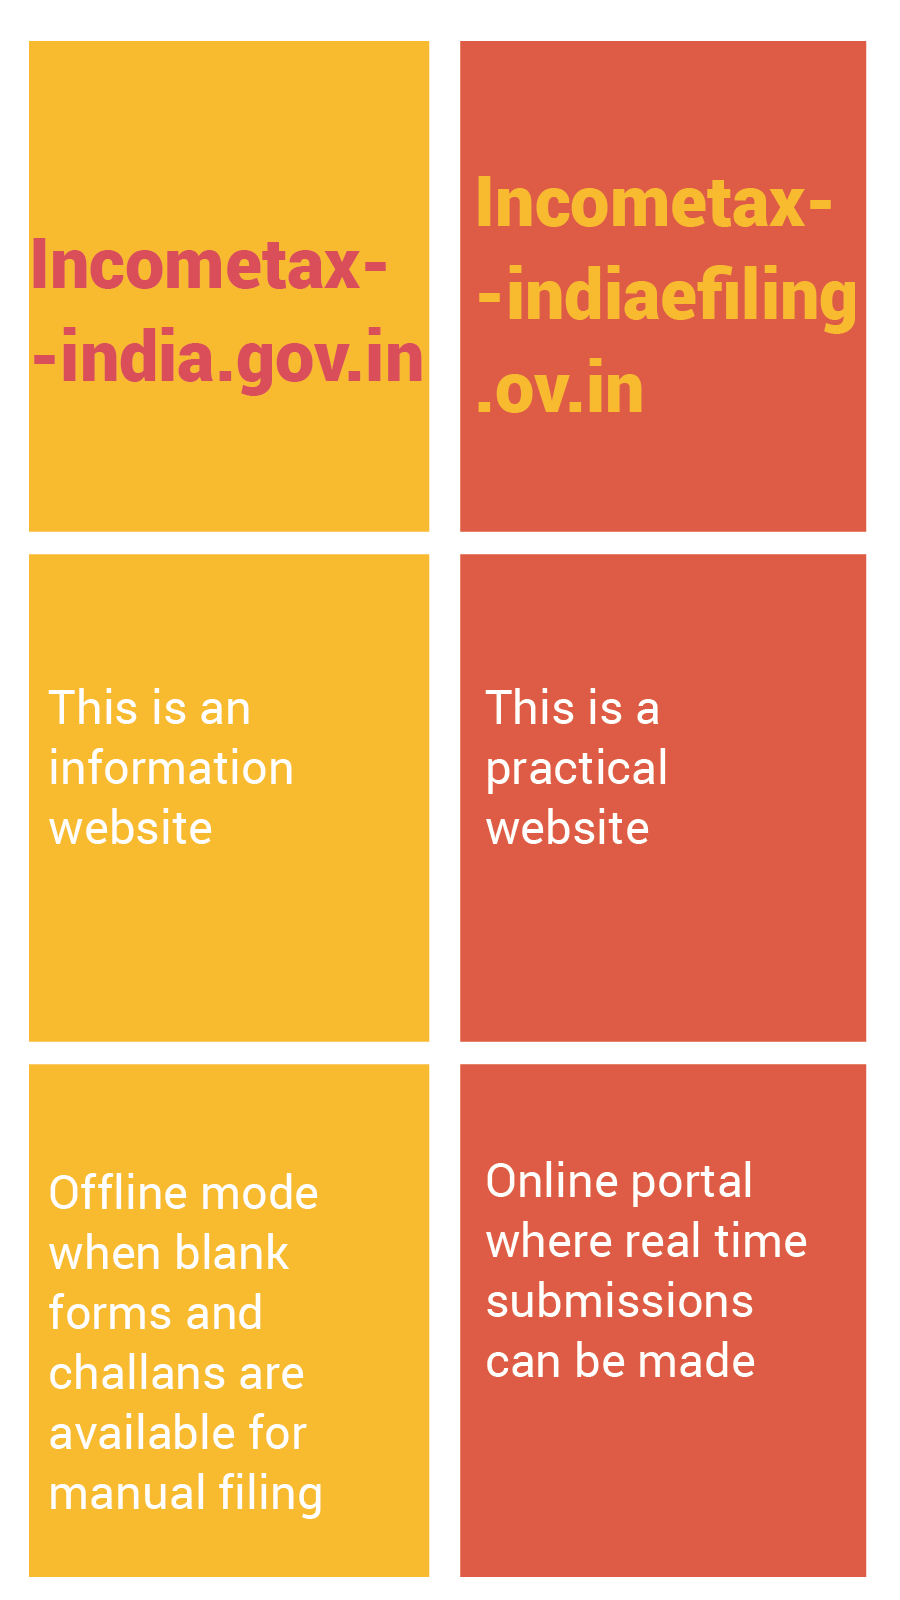 Incometax-
-india.gov.in
Incometax-
-indiaefiling
.ov.in
This is an
information
website
This is a
practical
website
Offline mode
when blank
forms and
challans are
available for
manual filing
Online portal
where real time
submissions
can be made